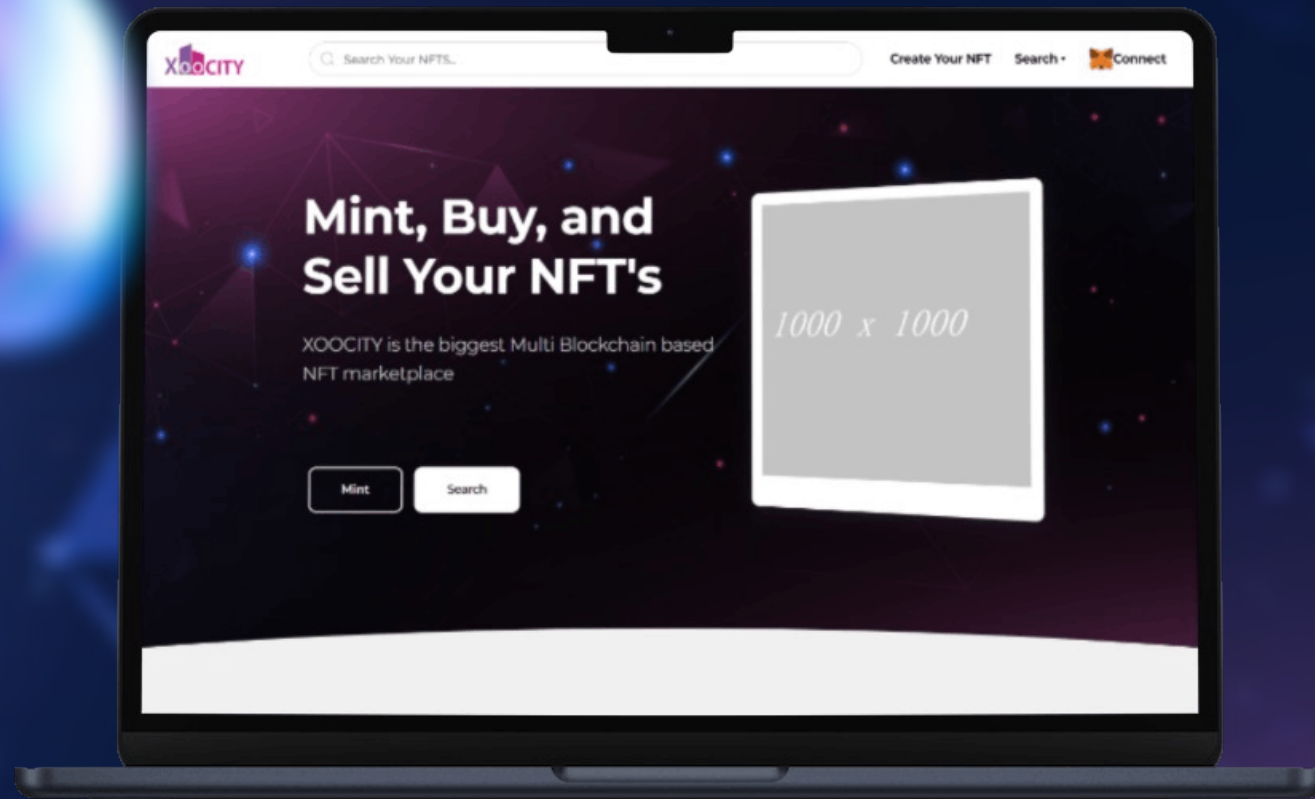 XOOCITY
Search Your NFTS..
Create Your NFT
Search
Connect
Mint, Buy, and
Sell Your NFT's
XOOCITY is the biggest Multi Blockchain based
NFT marketplace
1000 x 1000
Mint
Search